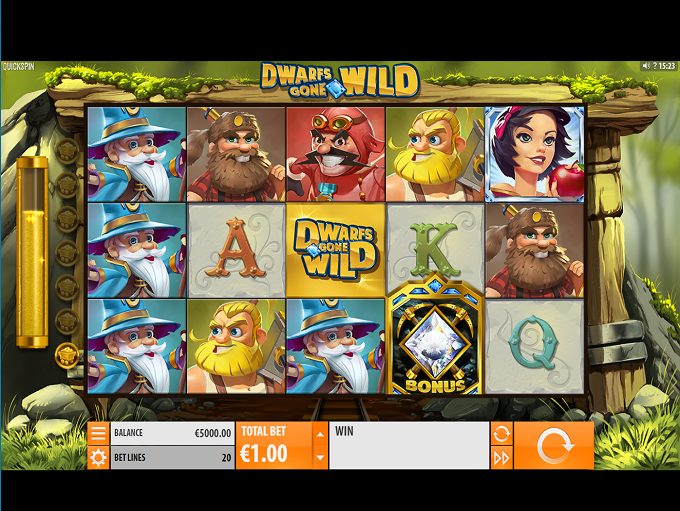 QUICKSPIN
DWARFS GONE WILD
? 15:23
A
DWARFS
GONE
WILD
K
BONUS
Q
BALANCE €5000.00
BET LINES 20
TOTAL BET
€1.00
WIN